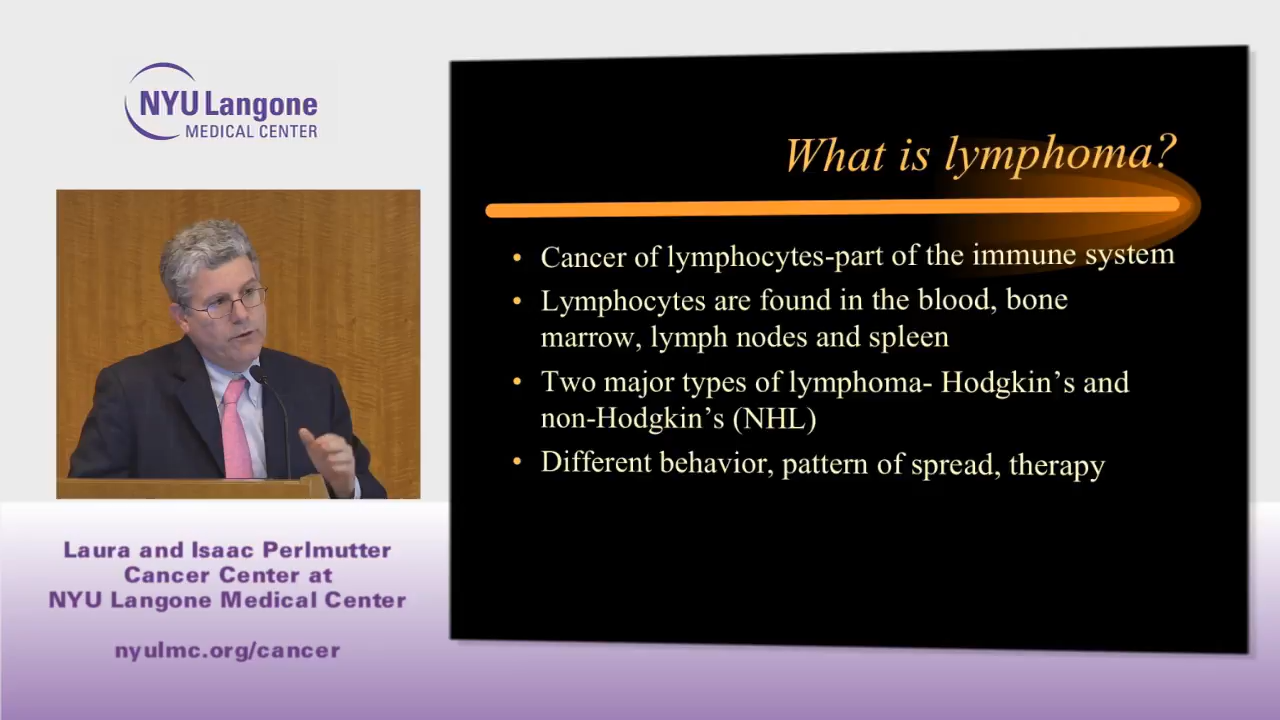 NYU Langone
MEDICAL CENTER
What is lymphoma?
• Cancer of lymphocytes-part of the immune system
• Lymphocytes are found in the blood, bone
marrow, lymph nodes and spleen
• Two major types of lymphoma- Hodgkin’s and
non-Hodgkin’s (NHL)
• Different behavior, pattern of spread, therapy
Laura and Isaac Perlmutter
Cancer Center at
NYU Langone Medical Center
nyulmc.org/cancer